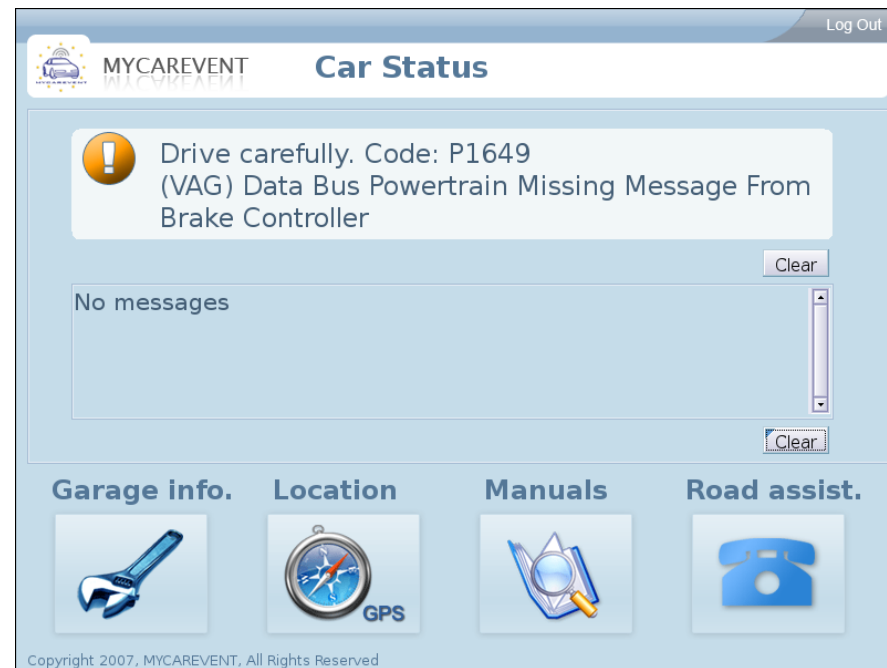 Log Out
MYCAREVENT
Car Status
Drive carefully. Code: P1649
(VAG) Data Bus Powertrain Missing Message From
Brake Controller
Clear
No messages
Clear
Garage info.
Location
Manuals
Road assist.
GPS
Copyright 2007, MYCAREVENT, All Rights Reserved